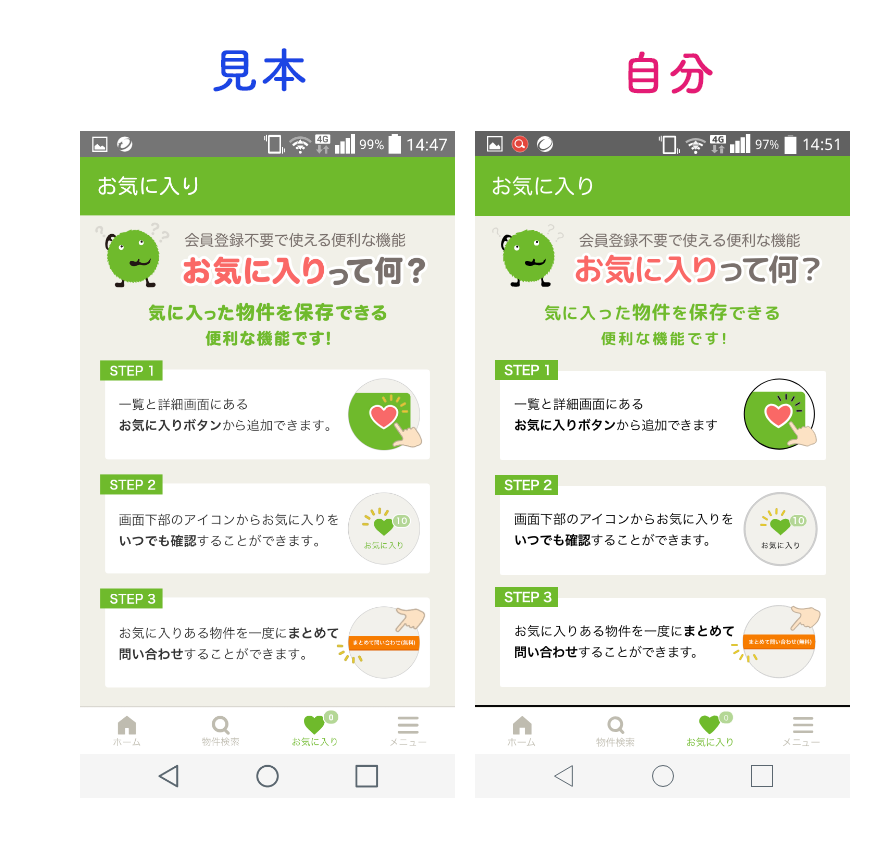 見本
自分
4G 99% 14:47
お気に入り
会員登録不要で使える便利な機能
お気に入りって何？
気に入った物件を保存できる
便利な機能です!
STEP 1
一覧と詳細画面にある
お気に入りボタンから追加できます。
STEP 2
画面下部のアイコンからお気に入りを
いつでも確認することができます。
10
お気に入り
STEP 3
お気に入りある物件を一度にまとめて
問い合わせすることができます。
まとめて問い合わせ(無料)
0
ホーム 物件検索 お気に入り メニュー
4G 97% 14:51
お気に入り
会員登録不要で使える便利な機能
お気に入りって何？
気に入った物件を保存できる
便利な機能です!
STEP 1
一覧と詳細画面にある
お気に入りボタンから追加できます
STEP 2
画面下部のアイコンからお気に入りを
いつでも確認することができます。
10
お気に入り
STEP 3
お気に入りある物件を一度にまとめて
問い合わせすることができます。
まとめて問い合わせ(無料)
0
ホーム 物件検索 お気に入り メニュー